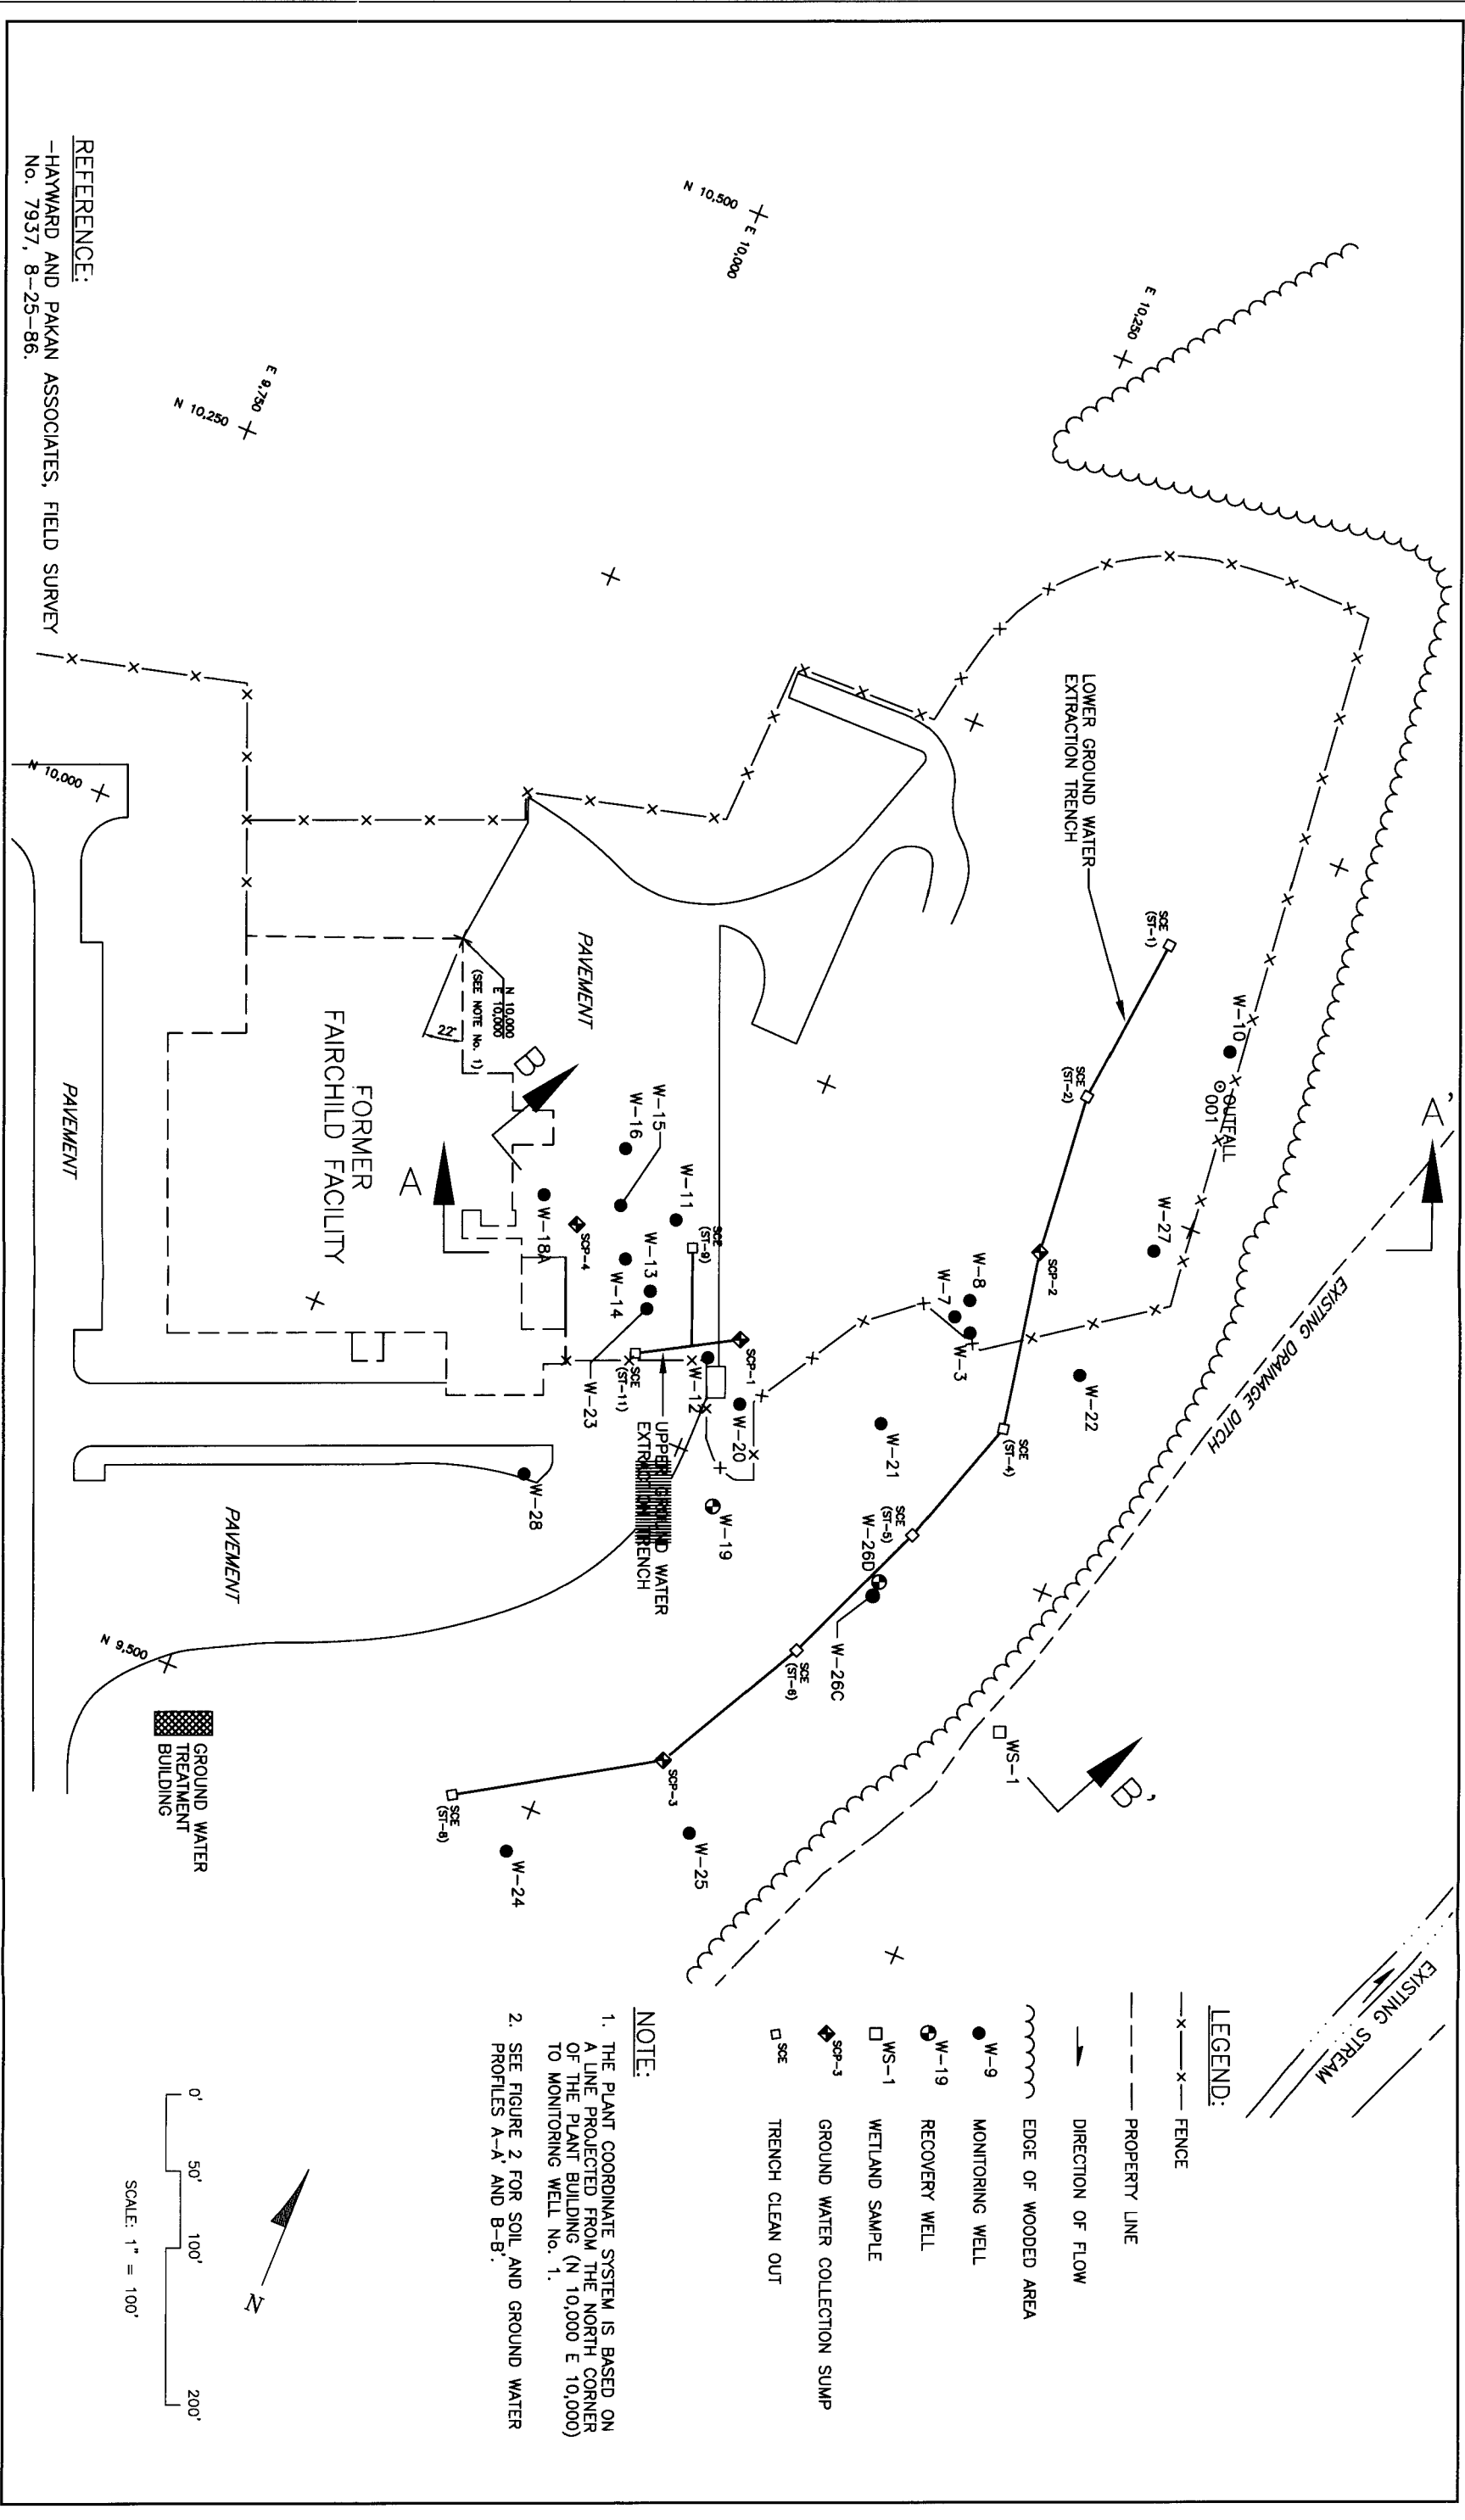 REFERENCE:
-HAYWARD AND PAKAN ASSOCIATES, FIELD SURVEY
No. 7937, 8-25-86.
N 10,500
E 10,000
E 10,250
E 9,750
N 10,250
N 10,000
LOWER GROUND WATER
EXTRACTION TRENCH
SCE
(ST-1)
SCE
(ST-2)
W-10
OUTFALL
001
A'
W-27
EXISTING DRAINAGE DITCH
SCP-2
W-8
W-7
W-3
W-22
SCE
(ST-4)
W-21
SCE
(ST-5)
W-26D
W-26C
SCE
(ST-6)
WS-1
B'
SCP-3
W-25
SCE
(ST-8)
W-24
PAVEMENT
N 10,000
E 10,000
(SEE NOTE No. 1)
22°
B
A
W-15
W-16
W-11
SCE
(ST-9)
W-13
W-14
SCP-4
W-18A
SCP-1
W-12
SCE
(ST-11)
W-23
W-20
UPPER GROUND WATER
EXTRACTION TRENCH
W-19
W-28
FORMER
FAIRCHILD FACILITY
PAVEMENT
PAVEMENT
N 9,500
GROUND WATER
TREATMENT
BUILDING
EXISTING STREAM
LEGEND:
FENCE
PROPERTY LINE
DIRECTION OF FLOW
EDGE OF WOODED AREA
W-9 MONITORING WELL
W-19 RECOVERY WELL
WS-1 WETLAND SAMPLE
SCP-3 GROUND WATER COLLECTION SUMP
SCE TRENCH CLEAN OUT
NOTE:
1. THE PLANT COORDINATE SYSTEM IS BASED ON
A LINE PROJECTED FROM THE NORTH CORNER
OF THE PLANT BUILDING (N 10,000 E 10,000)
TO MONITORING WELL No. 1.
2. SEE FIGURE 2 FOR SOIL AND GROUND WATER
PROFILES A-A' AND B-B'.
N
0' 50' 100' 200'
SCALE: 1" = 100'